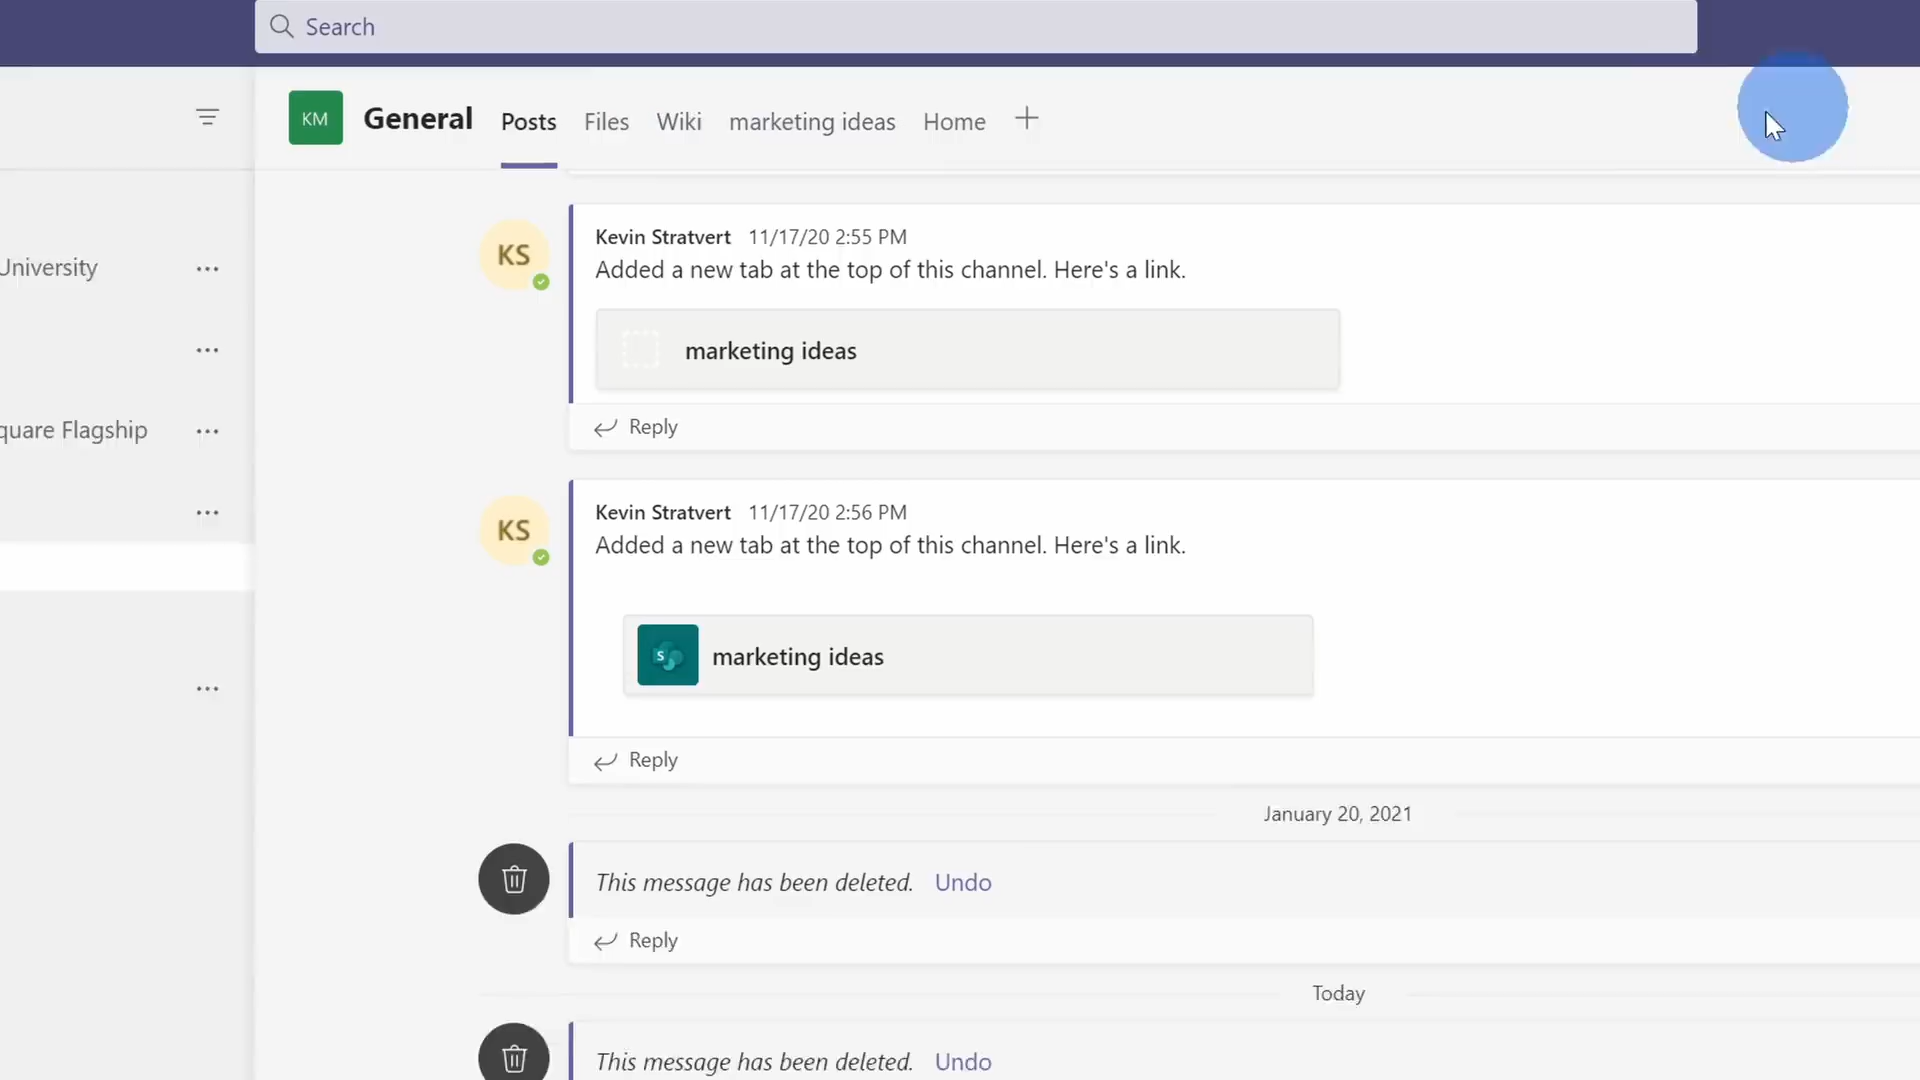 Search
KM General Posts Files Wiki marketing ideas Home
University
quare Flagship
KS Kevin Stratvert 11/17/20 2:55 PM
Added a new tab at the top of this channel. Here's a link.
marketing ideas
Reply
KS Kevin Stratvert 11/17/20 2:56 PM
Added a new tab at the top of this channel. Here's a link.
S marketing ideas
Reply
January 20, 2021
This message has been deleted. Undo
Reply
Today
This message has been deleted. Undo